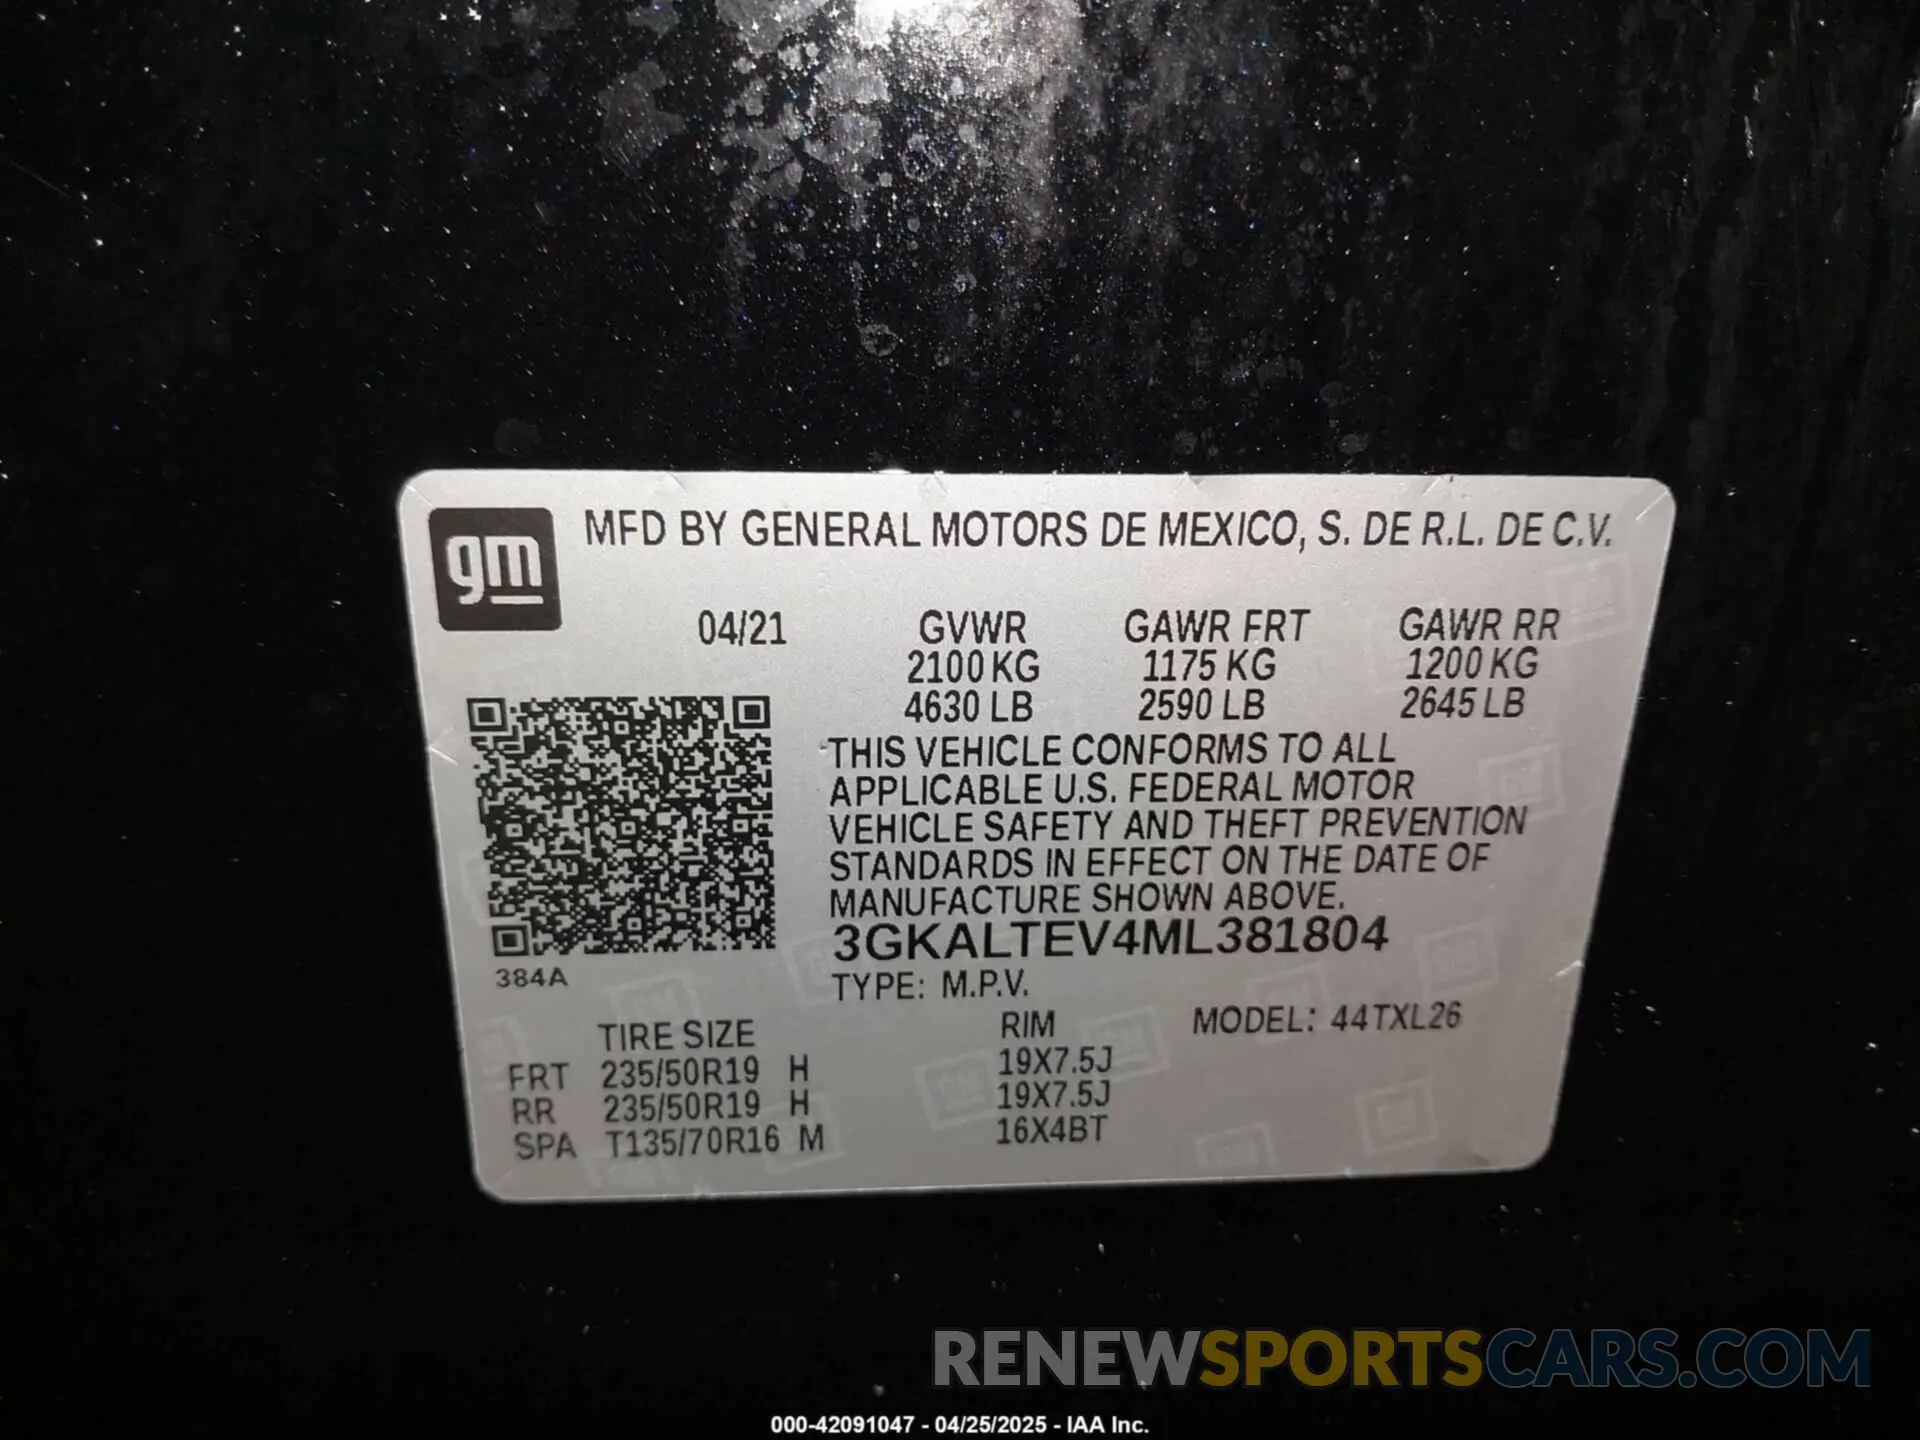 gm
MFD BY GENERAL MOTORS DE MEXICO, S. DE R.L. DE C.V.
04/21 GVWR GAWR FRT GAWR RR
2100 KG 1175 KG 1200 KG
4630 LB 2590 LB 2645 LB
THIS VEHICLE CONFORMS TO ALL
APPLICABLE U.S. FEDERAL MOTOR
VEHICLE SAFETY AND THEFT PREVENTION
STANDARDS IN EFFECT ON THE DATE OF
MANUFACTURE SHOWN ABOVE.
3GKALTEV4ML381804
384A
TYPE: M.P.V.
TIRE SIZE RIM MODEL: 44TXL26
FRT 235/50R19 H 19X7.5J
RR 235/50R19 H 19X7.5J
SPA T135/70R16 M 16X4BT
RENEWSPORTSCARS.COM
000-42091047 - 04/25/2025 - IAA Inc.